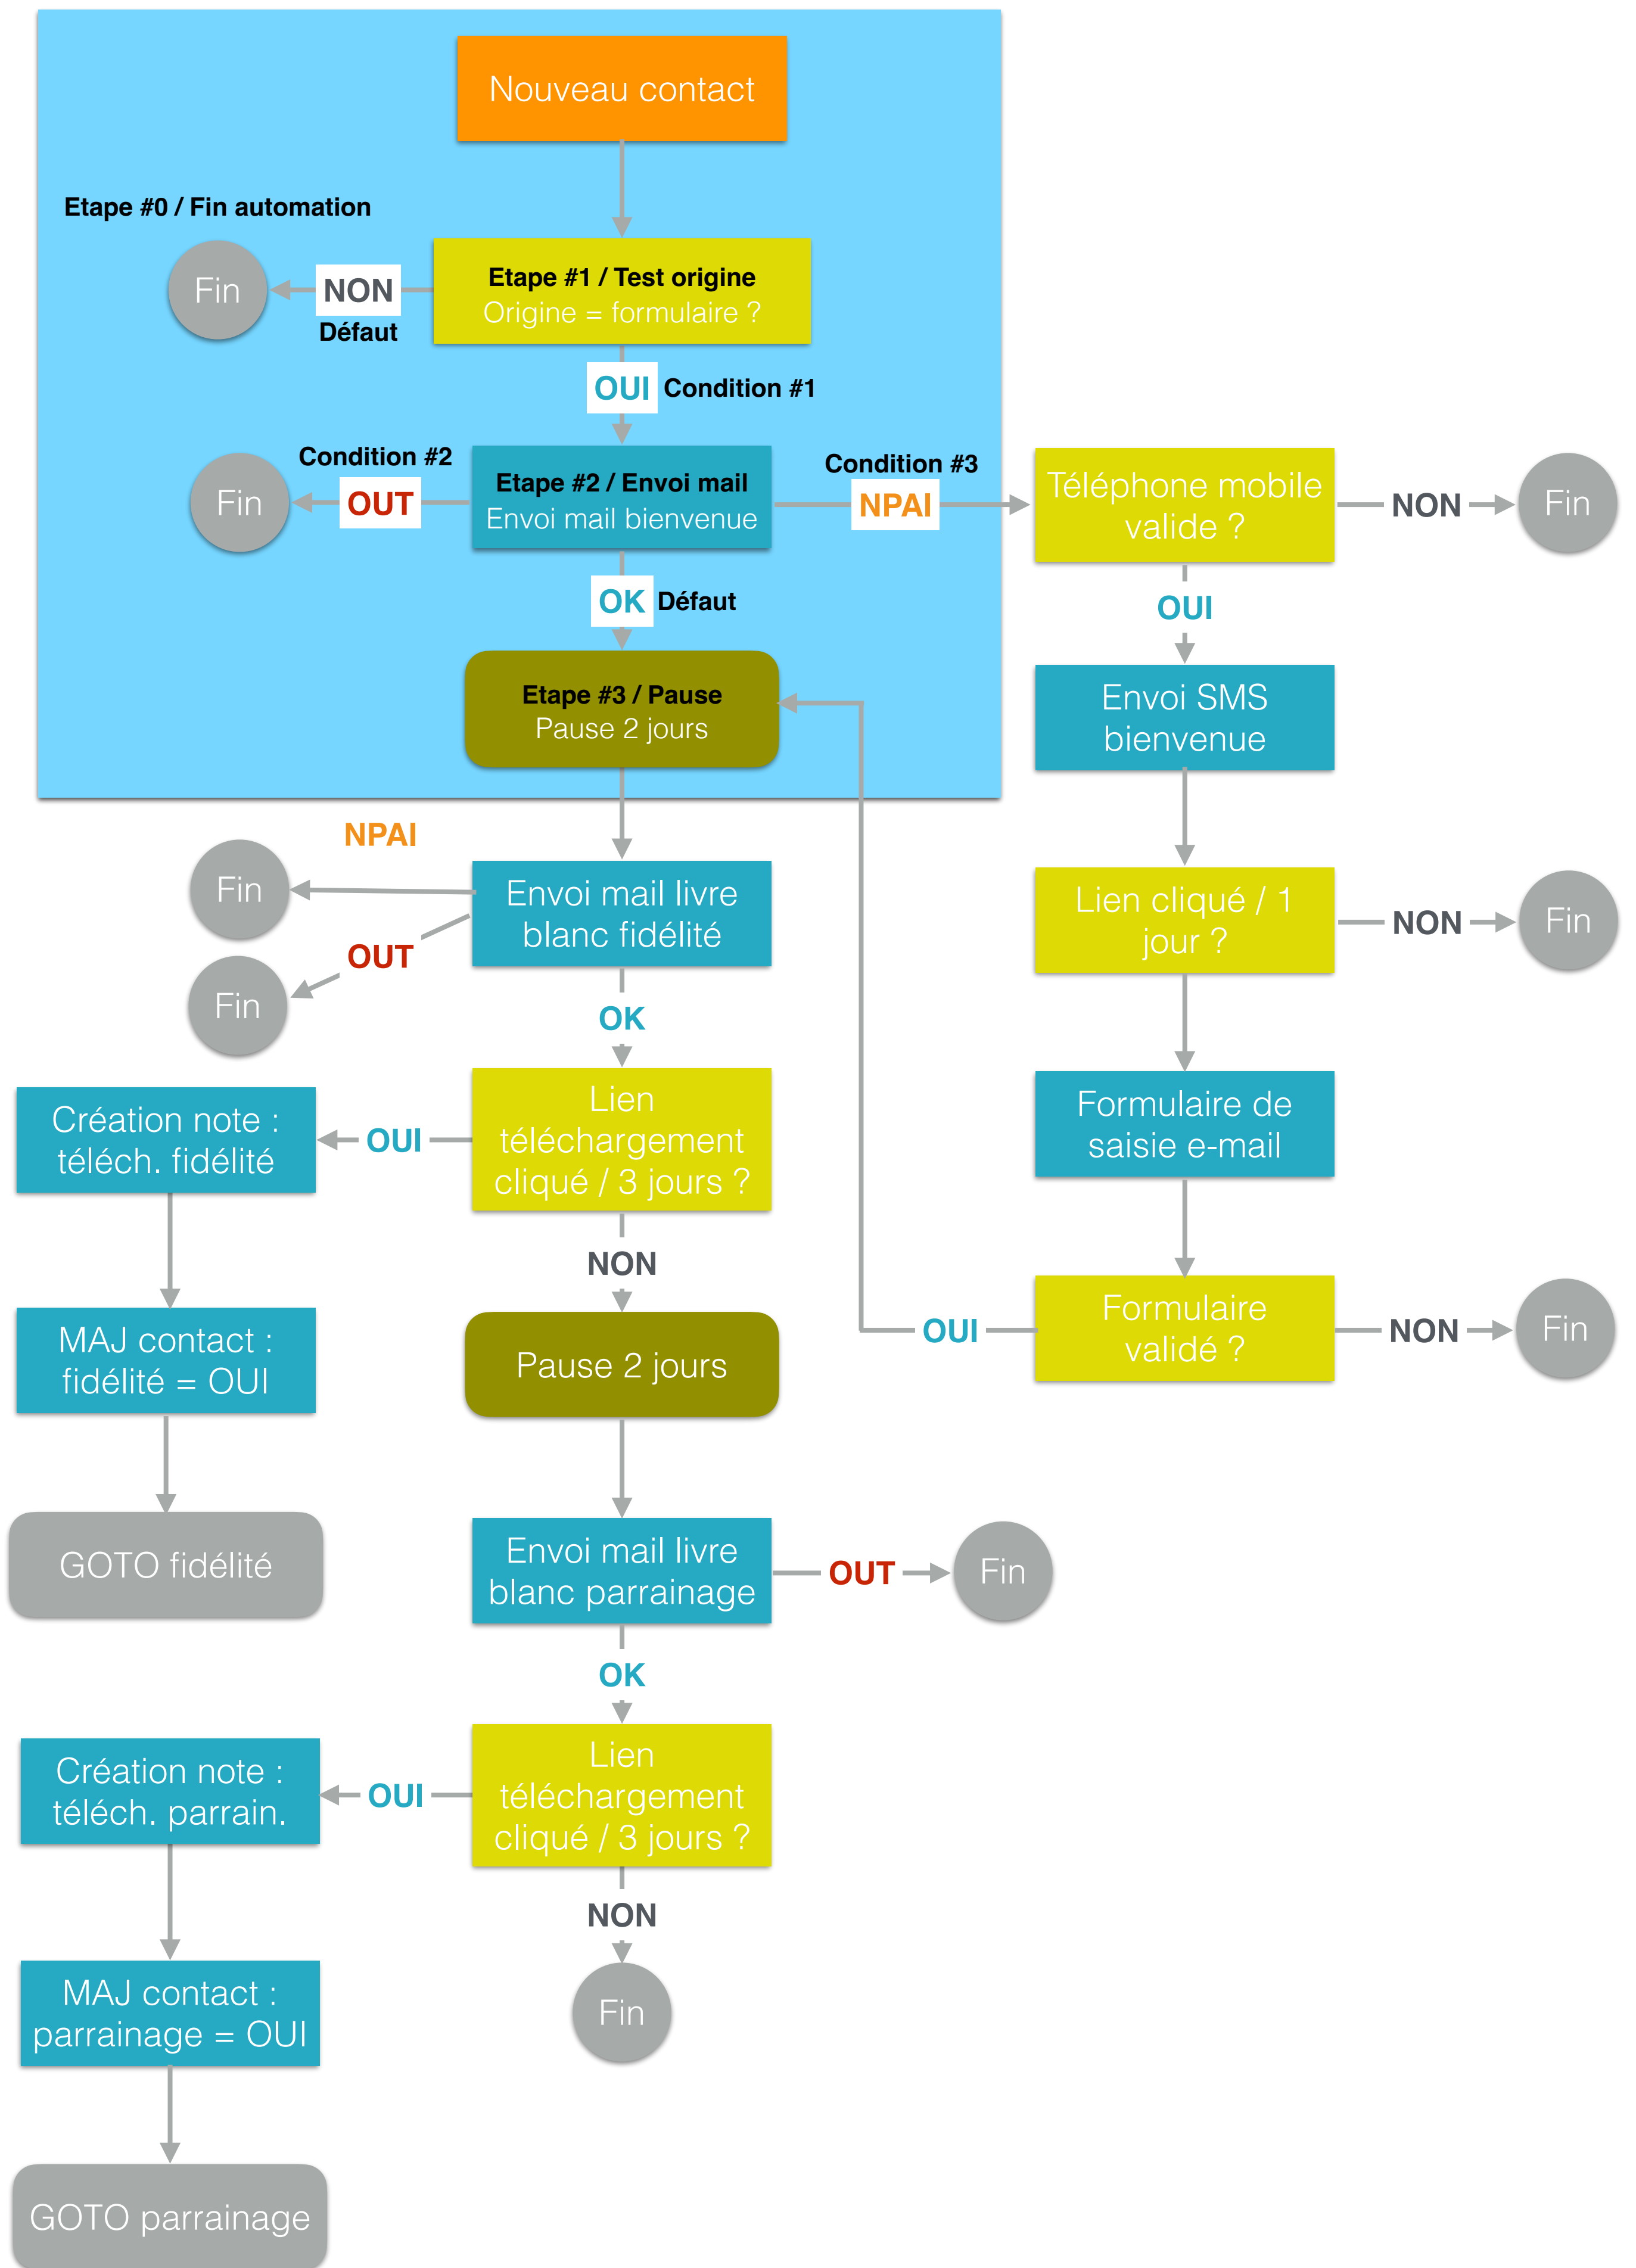 Nouveau contact
Etape #0 / Fin automation
Fin
NON
Défaut
Etape #1 / Test origine
Origine = formulaire ?
OUI
Condition #1
Condition #2
Fin
OUT
Etape #2 / Envoi mail
Envoi mail bienvenue
Condition #3
NPAI
Téléphone mobile
valide ?
NON
Fin
OK
Défaut
OUI
Etape #3 / Pause
Pause 2 jours
Envoi SMS
bienvenue
NPAI
Fin
Envoi mail livre
blanc fidélité
Lien cliqué / 1
jour ?
NON
Fin
OUT
Fin
OK
Création note :
téléch. fidélité
OUI
Lien
téléchargement
cliqué / 3 jours ?
Formulaire de
saisie e-mail
NON
MAJ contact :
fidélité = OUI
Pause 2 jours
OUI
Formulaire
validé ?
NON
Fin
GOTO fidélité
Envoi mail livre
blanc parrainage
OUT
Fin
OK
Création note :
téléch. parrain.
OUI
Lien
téléchargement
cliqué / 3 jours ?
NON
MAJ contact :
parrainage = OUI
Fin
GOTO parrainage